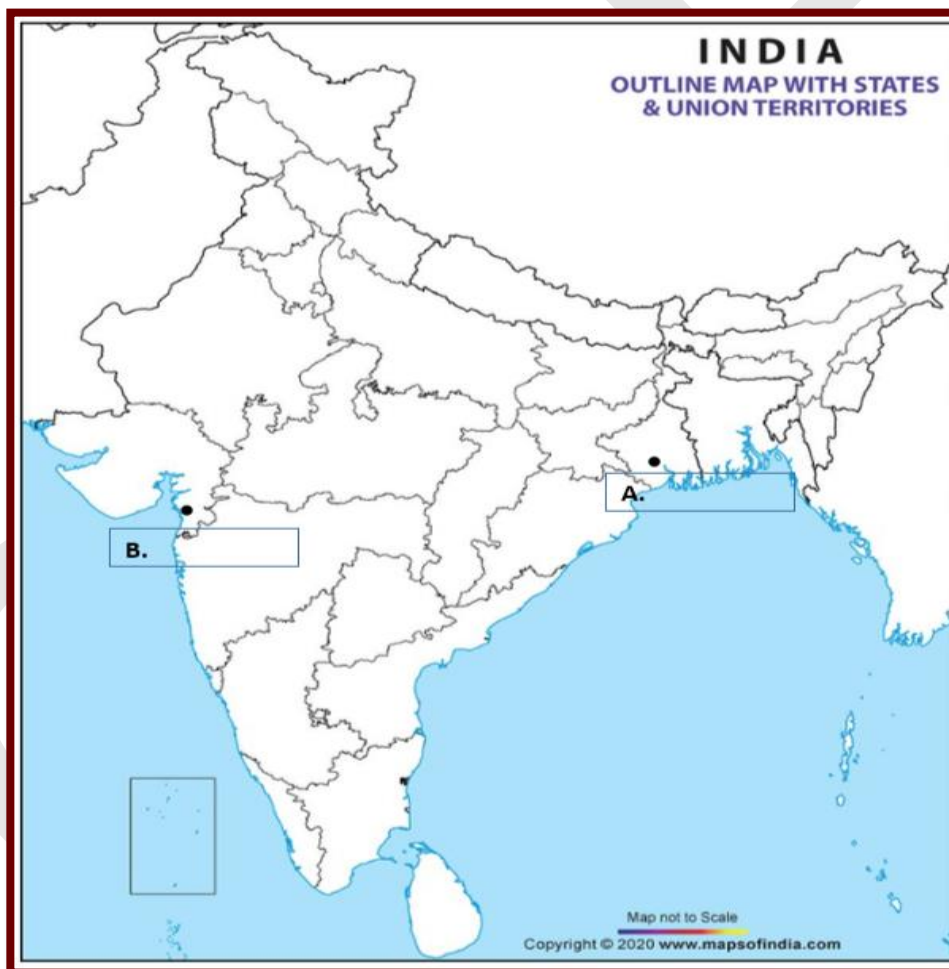 INDIA
OUTLINE MAP WITH STATES
& UNION TERRITORIES
A.
B.
Map not to Scale
Copyright © 2020 www.mapsofindia.com